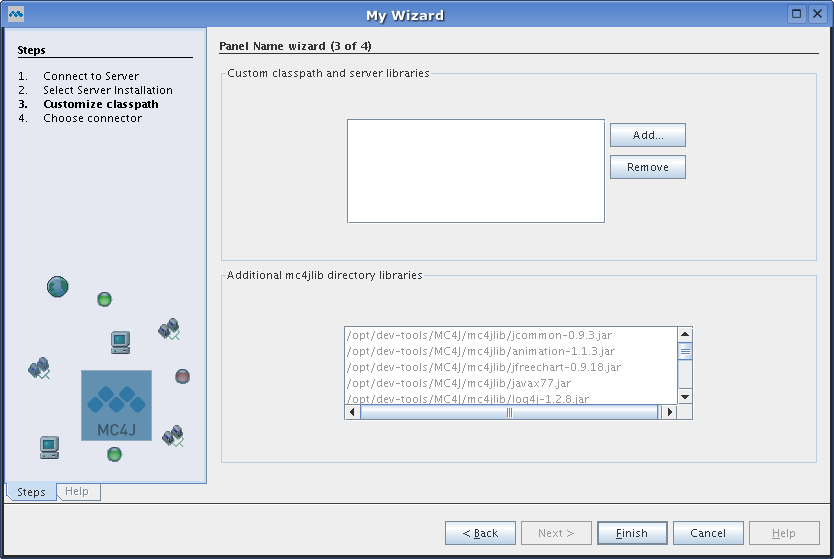 My Wizard
Steps
1. Connect to Server
2. Select Server Installation
3. Customize classpath
4. Choose connector
MC4J
Steps
Help
Panel Name wizard (3 of 4)
Custom classpath and server libraries
Add...
Remove
Additional mc4jlib directory libraries
/opt/dev-tools/MC4J/mc4jlib/jcommon-0.9.3.jar
/opt/dev-tools/MC4J/mc4jlib/animation-1.1.3.jar
/opt/dev-tools/MC4J/mc4jlib/jfreechart-0.9.18.jar
/opt/dev-tools/MC4J/mc4jlib/javax77.jar
/opt/dev-tools/MC4J/mc4jlib/log4j-1.2.8.jar
< Back
Next >
Finish
Cancel
Help